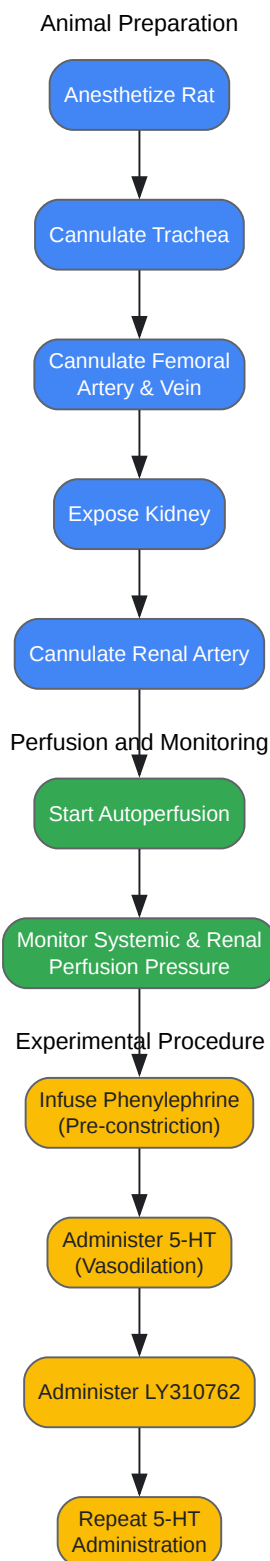 Animal Preparation
Anesthetize Rat
Cannulate Trachea
Cannulate Femoral
Artery & Vein
Expose Kidney
Cannulate Renal Artery
Perfusion and Monitoring
Start Autoperfusion
Monitor Systemic & Renal
Perfusion Pressure
Experimental Procedure
Infuse Phenylephrine
(Pre-constriction)
Administer 5-HT
(Vasodilation)
Administer LY310762
Repeat 5-HT
Administration